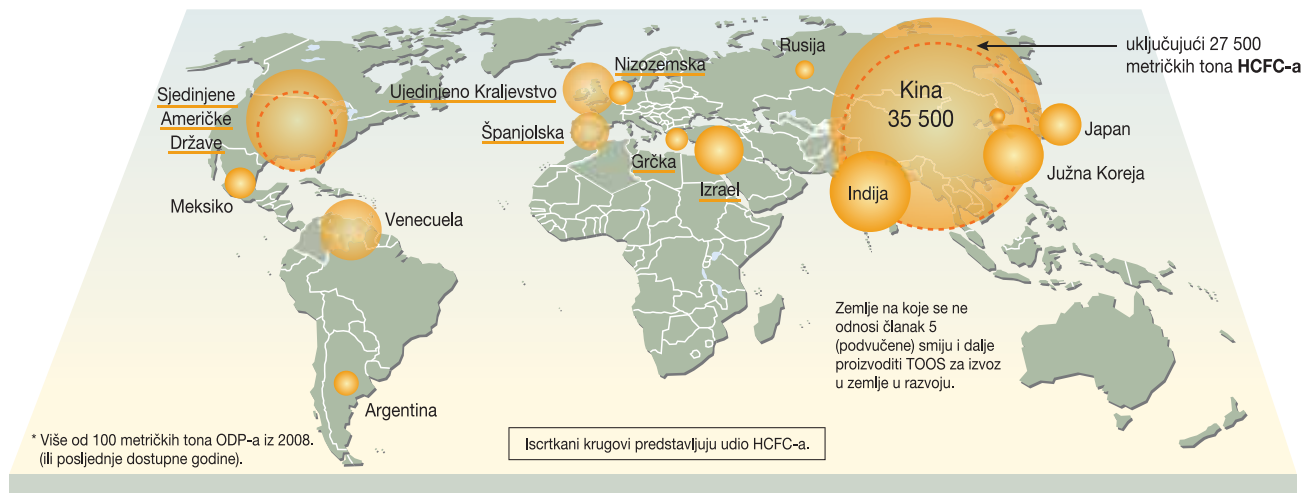 Rusija
uključujući 27 500
metričkih tona HCFC-a
Nizozemska
Sjedinjene
Američke
Države
Ujedinjeno Kraljevstvo
Kina
35 500
Španjolska
Japan
Grčka
Izrael
Indija
Južna Koreja
Meksiko
Venecuela
Zemlje na koje se ne
odnosi članak 5
(podvučene) smiju i dalje
proizvoditi TOOS za izvoz
u zemlje u razvoju.
Argentina
* Više od 100 metričkih tona ODP-a iz 2008.
(ili posljednje dostupne godine).
Iscrtkani krugovi predstavljuju udio HCFC-a.